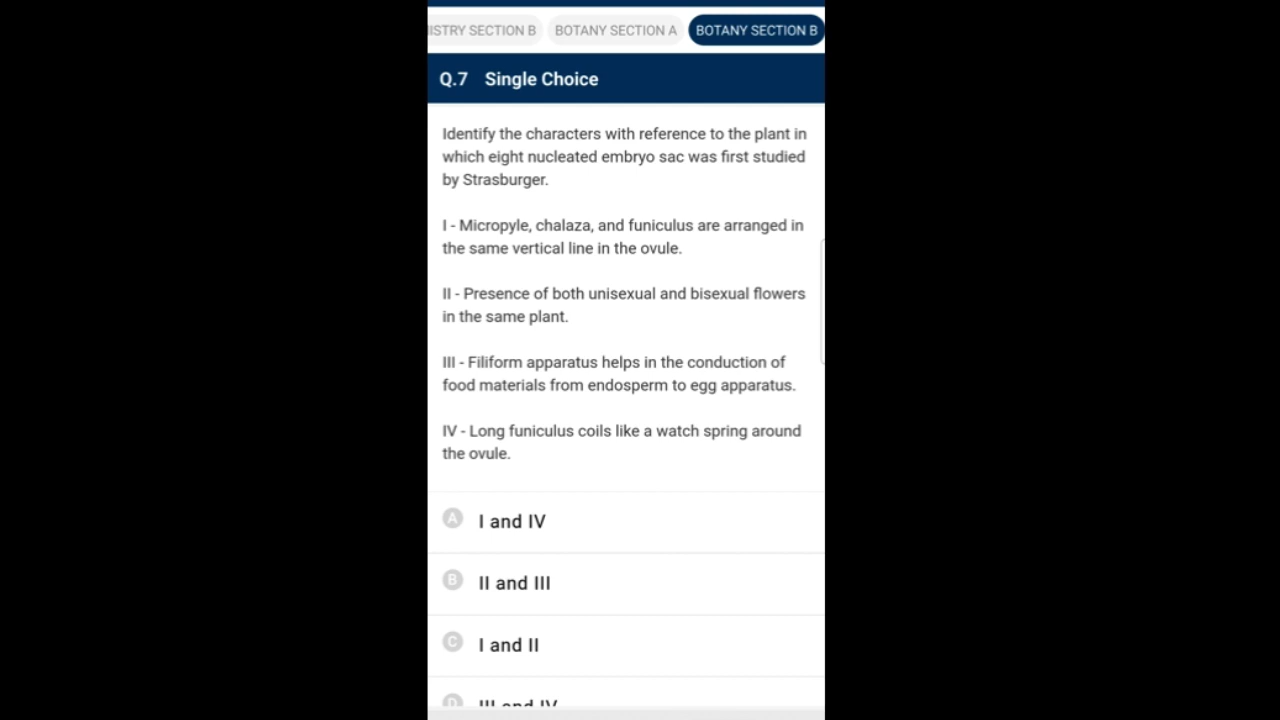 ISTRY SECTION B BOTANY SECTION A BOTANY SECTION B
Q.7 Single Choice
Identify the characters with reference to the plant in
which eight nucleated embryo sac was first studied
by Strasburger.
I - Micropyle, chalaza, and funiculus are arranged in
the same vertical line in the ovule.
II - Presence of both unisexual and bisexual flowers
in the same plant.
III - Filiform apparatus helps in the conduction of
food materials from endosperm to egg apparatus.
IV - Long funiculus coils like a watch spring around
the ovule.
A I and IV
B II and III
C I and II
D III and IV